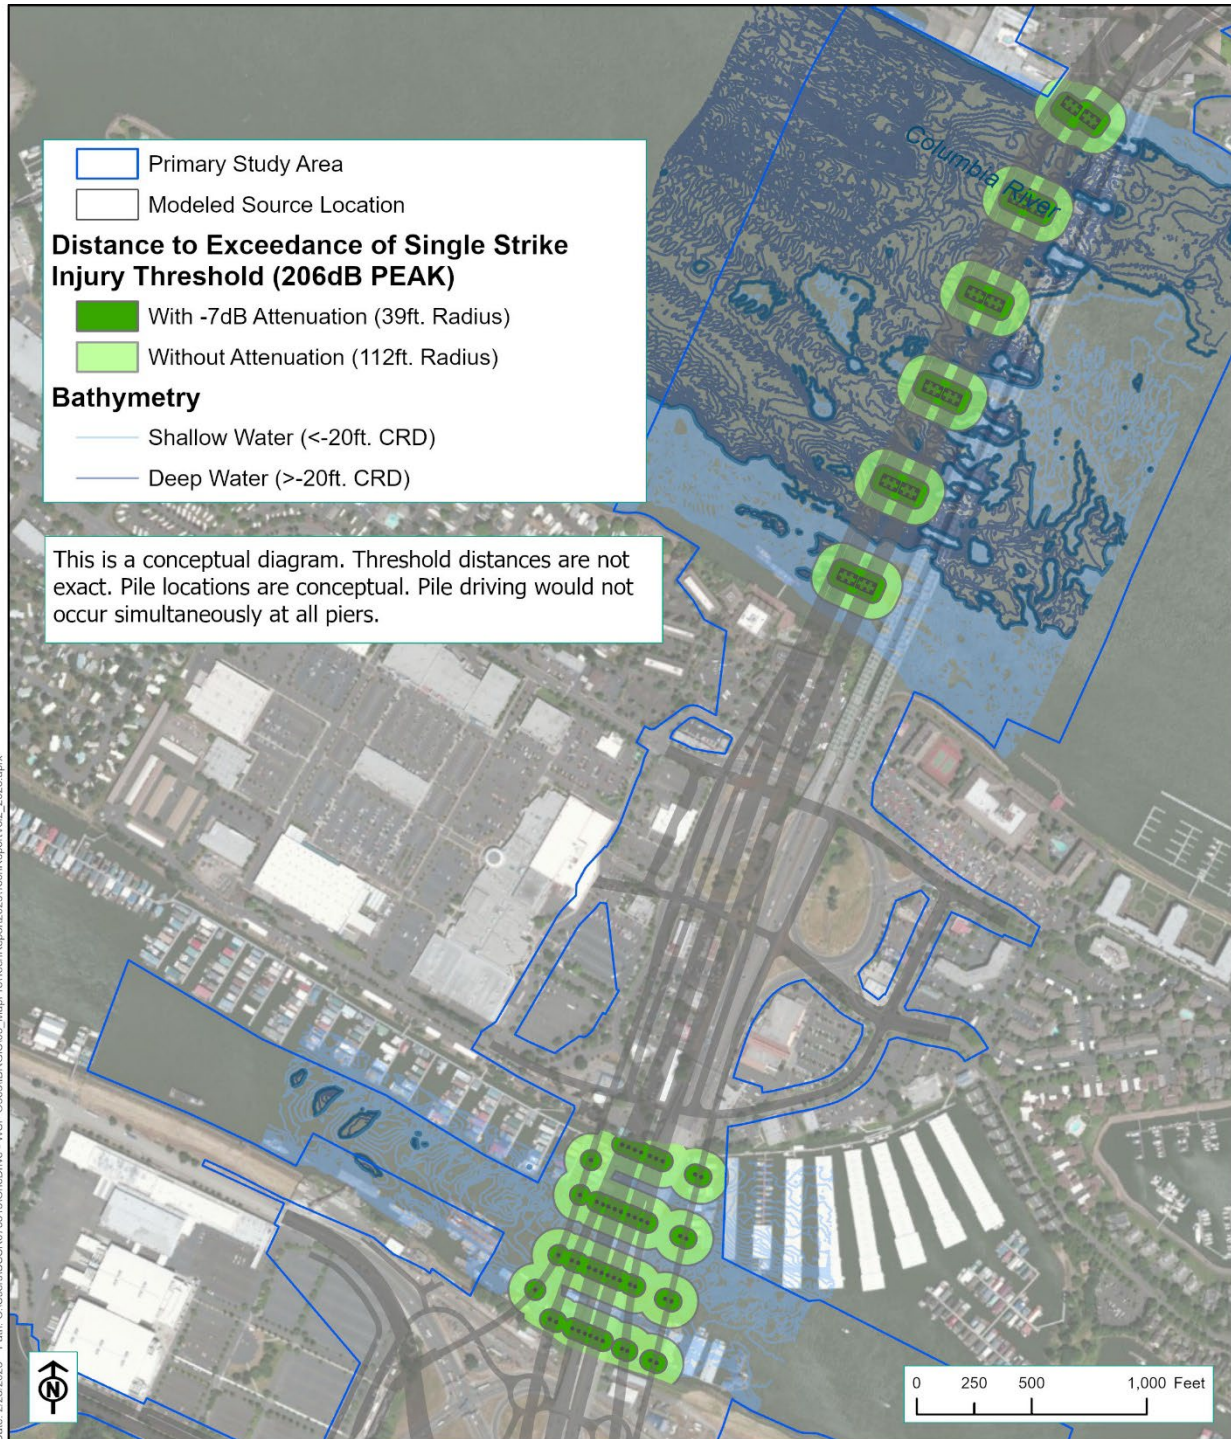 Columbia River
Primary Study Area
Modeled Source Location
Distance to Exceedance of Single Strike
Injury Threshold (206dB PEAK)
With -7dB Attenuation (39ft. Radius)
Without Attenuation (112ft. Radius)
Bathymetry
Shallow Water (<-20ft. CRD)
Deep Water (>-20ft. CRD)
This is a conceptual diagram. Threshold distances are not
exact. Pile locations are conceptual. Pile driving would not
occur simultaneously at all piers.
N
0 250 500 1,000 Feet